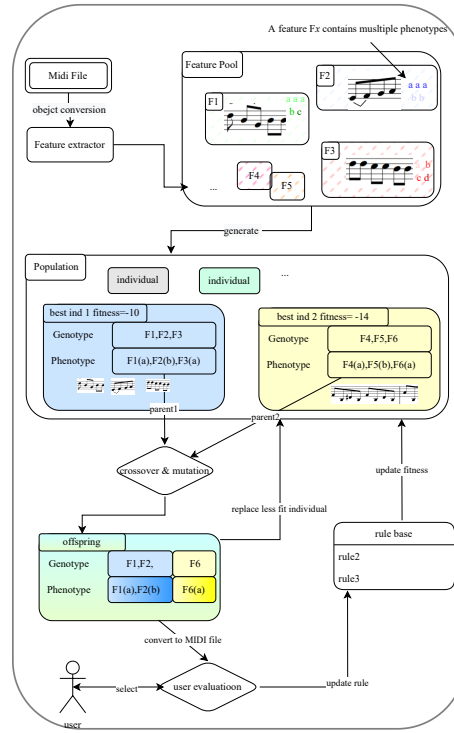 A feature Fx contains musltiple phenotypes
Midi File
Feature Pool
F2
a a a
b b
F1
a a a
b c
obejct conversion
Feature extractor
F3
b
c d
...
F4
F5
generate
Population
individual
individual
...
best ind 1 fitness=-10
Genotype
F1,F2,F3
Phenotype
F1(a),F2(b),F3(a)
best ind 2 fitness= -14
Genotype
F4,F5,F6
Phenotype
F4(a),F5(b),F6(a)
parent1
parent2
crossover & mutation
update fitness
replace less fit individual
offspring
Genotype
F1,F2,
F6
Phenotype
F1(a),F2(b)
F6(a)
rule base
rule2
rule3
convert to MIDI file
select
user evaluatioon
update rule
user